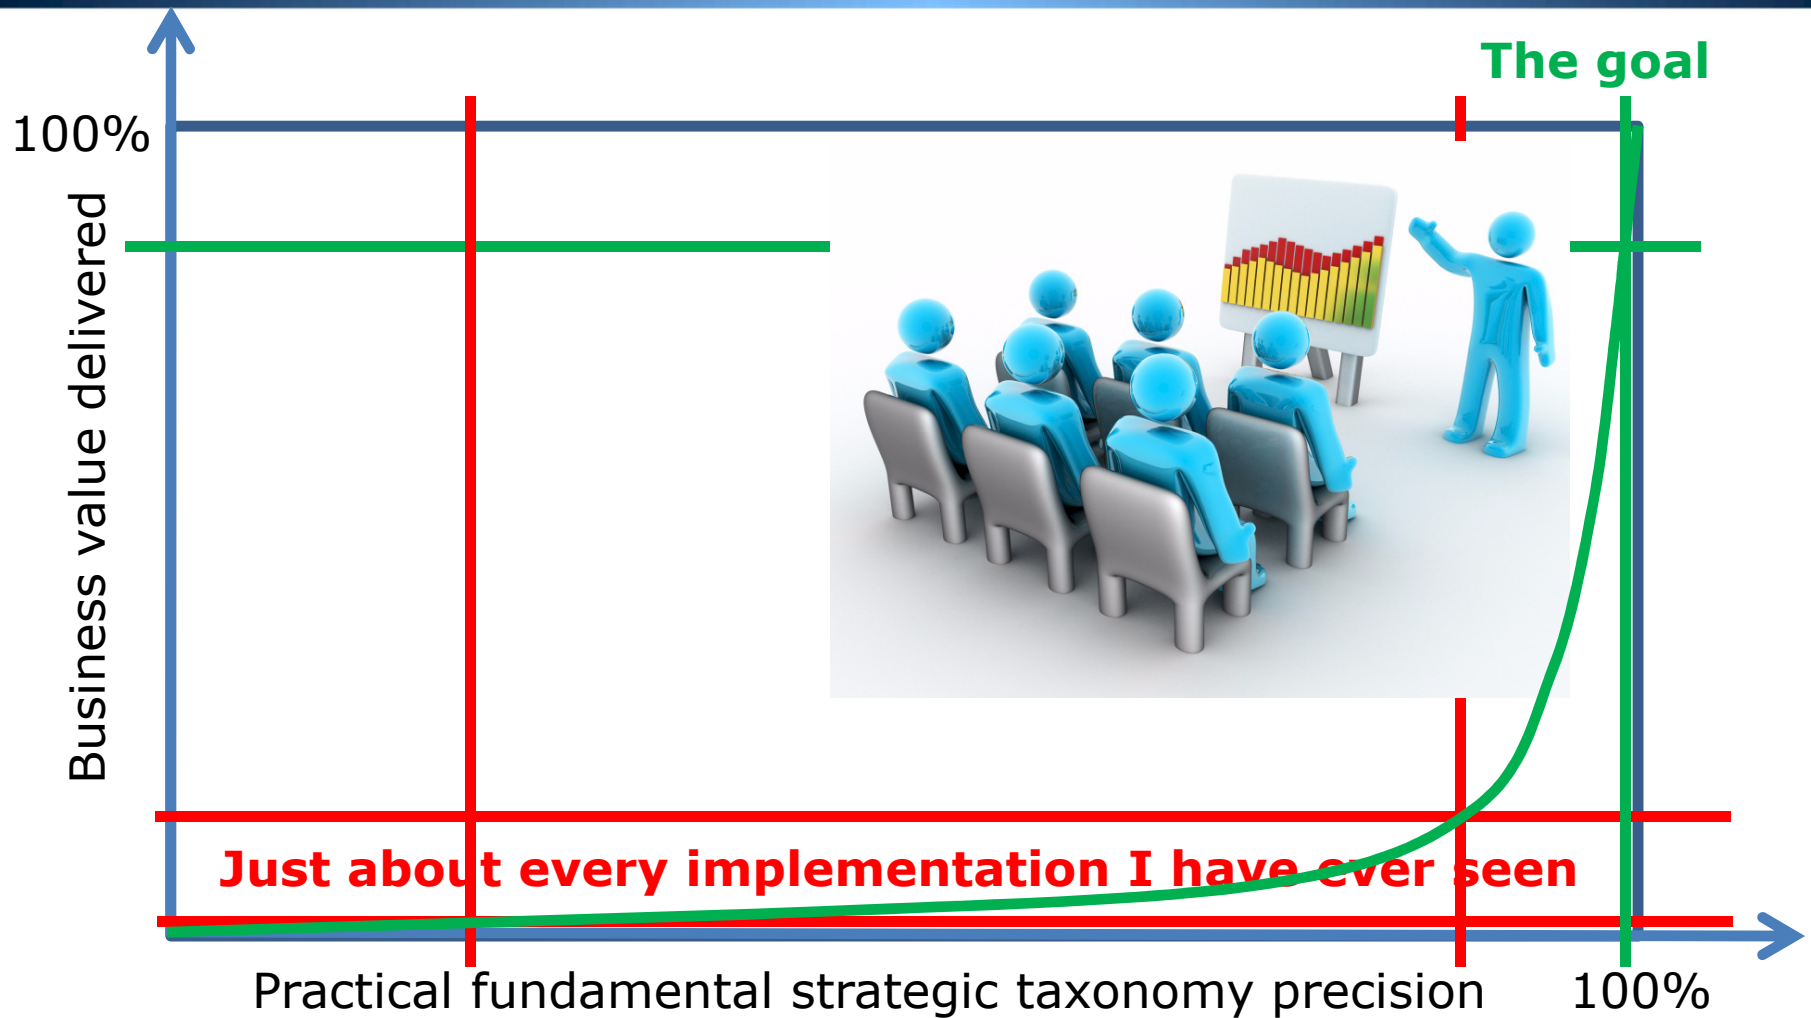 The goal
100%
Business value delivered
Just about every implementation I have ever seen
Practical fundamental strategic taxonomy precision
100%